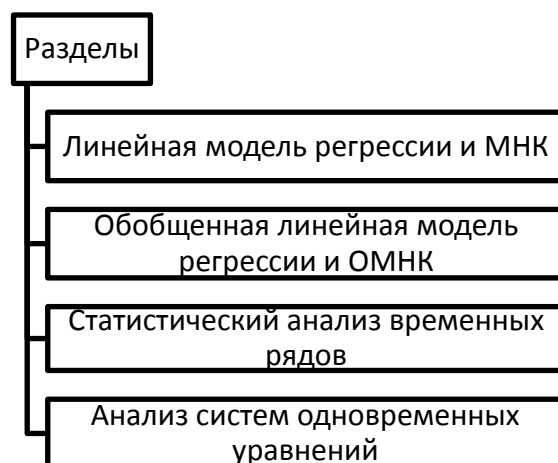 Разделы
Линейная модель регрессии и МНК
Обобщенная линейная модель
регрессии и ОМНК
Статистический анализ временных
рядов
Анализ систем одновременных
уравнений